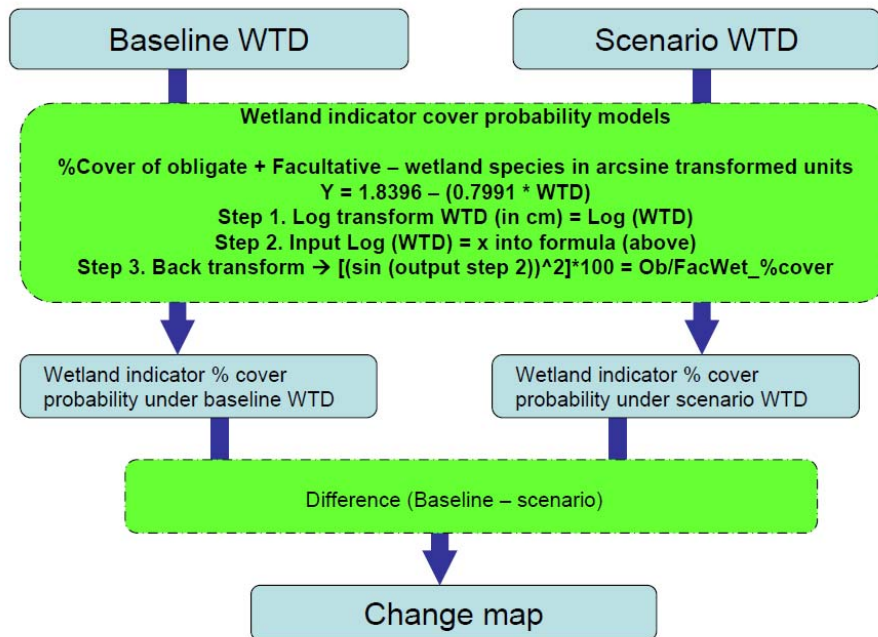 Baseline WTD
Scenario WTD
Wetland indicator cover probability models
%Cover of obligate + Facultative – wetland species in arcsine transformed units
Y = 1.8396 – (0.7991 * WTD)
Step 1. Log transform WTD (in cm) = Log (WTD)
Step 2. Input Log (WTD) = x into formula (above)
Step 3. Back transform → [(sin (output step 2))^2]*100 = Ob/FacWet_%cover
Wetland indicator % cover
probability under baseline WTD
Wetland indicator % cover
probability under scenario WTD
Difference (Baseline – scenario)
Change map